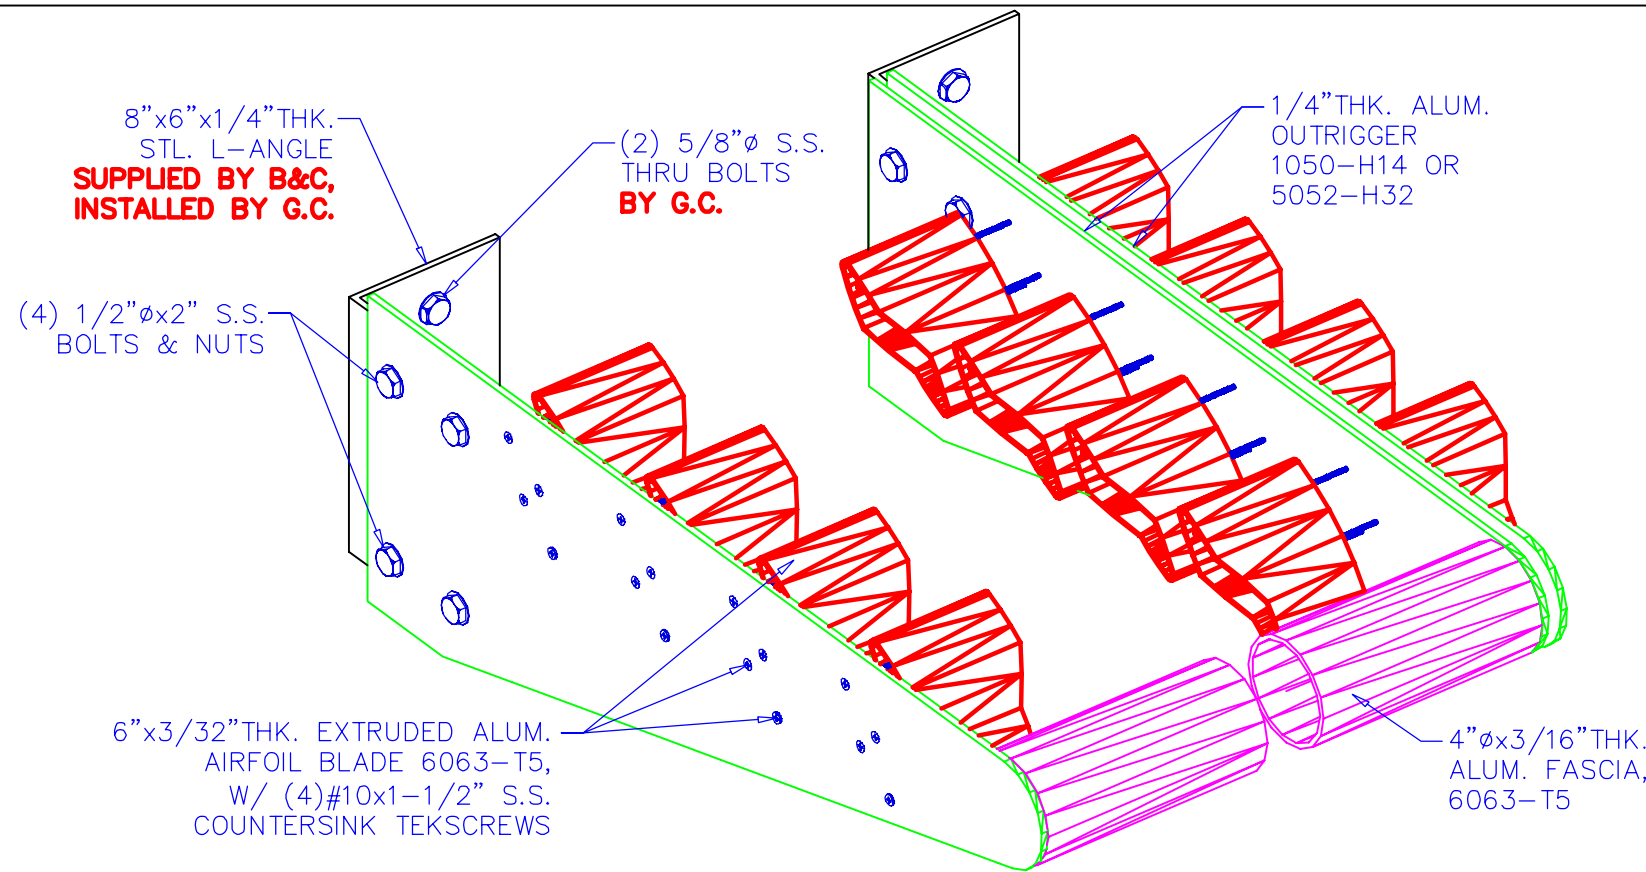 8"x6"x1/4"THK.
STL. L-ANGLE
SUPPLIED BY B&C,
INSTALLED BY G.C.
(2) 5/8"ø S.S.
THRU BOLTS
BY G.C.
1/4"THK. ALUM.
OUTRIGGER
1050-H14 OR
5052-H32
(4) 1/2"øx2" S.S.
BOLTS & NUTS
6"x3/32"THK. EXTRUDED ALUM.
AIRFOIL BLADE 6063-T5,
W/ (4)#10x1-1/2" S.S.
COUNTERSINK TEKSCREWS
4"øx3/16"THK.
ALUM. FASCIA,
6063-T5